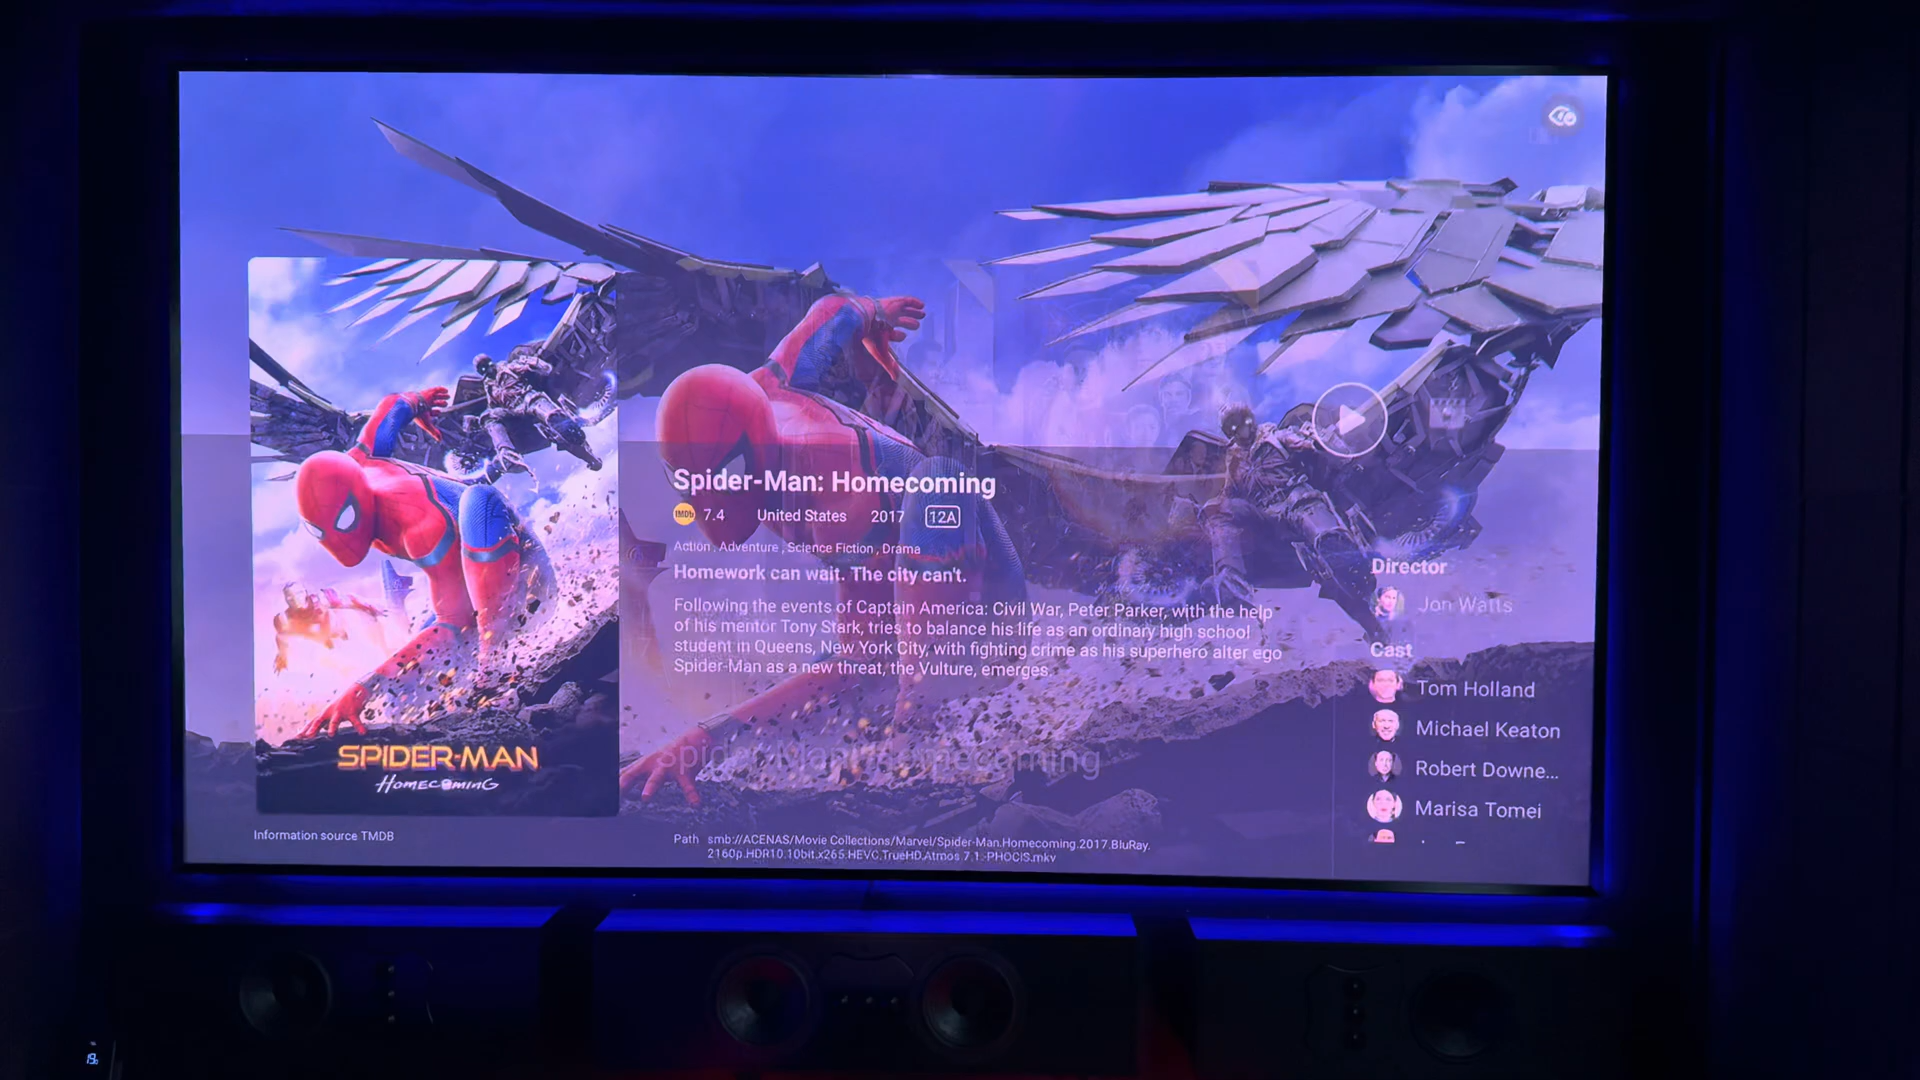 Spider-Man: Homecoming
IMDb 7.4 United States 2017 12A
Action , Adventure , Science Fiction , Drama
Homework can wait. The city can't.
Following the events of Captain America: Civil War, Peter Parker, with the help
of his mentor Tony Stark, tries to balance his life as an ordinary high school
student in Queens, New York City, with fighting crime as his superhero alter ego
Spider-Man as a new threat, the Vulture, emerges.
Spider-Man: Homecoming
SPIDER-MAN
HOMECOMING
Information source TMDB
Path smb://ACENAS/Movie Collections/Marvel/Spider-Man.Homecoming.2017.BluRay.
2160p.HDR10.10bit.x265.HEVC.TrueHD.Atmos.7.1.-PHOCIS.mkv
Director
Jon Watts
Cast
Tom Holland
Michael Keaton
Robert Downe...
Marisa Tomei